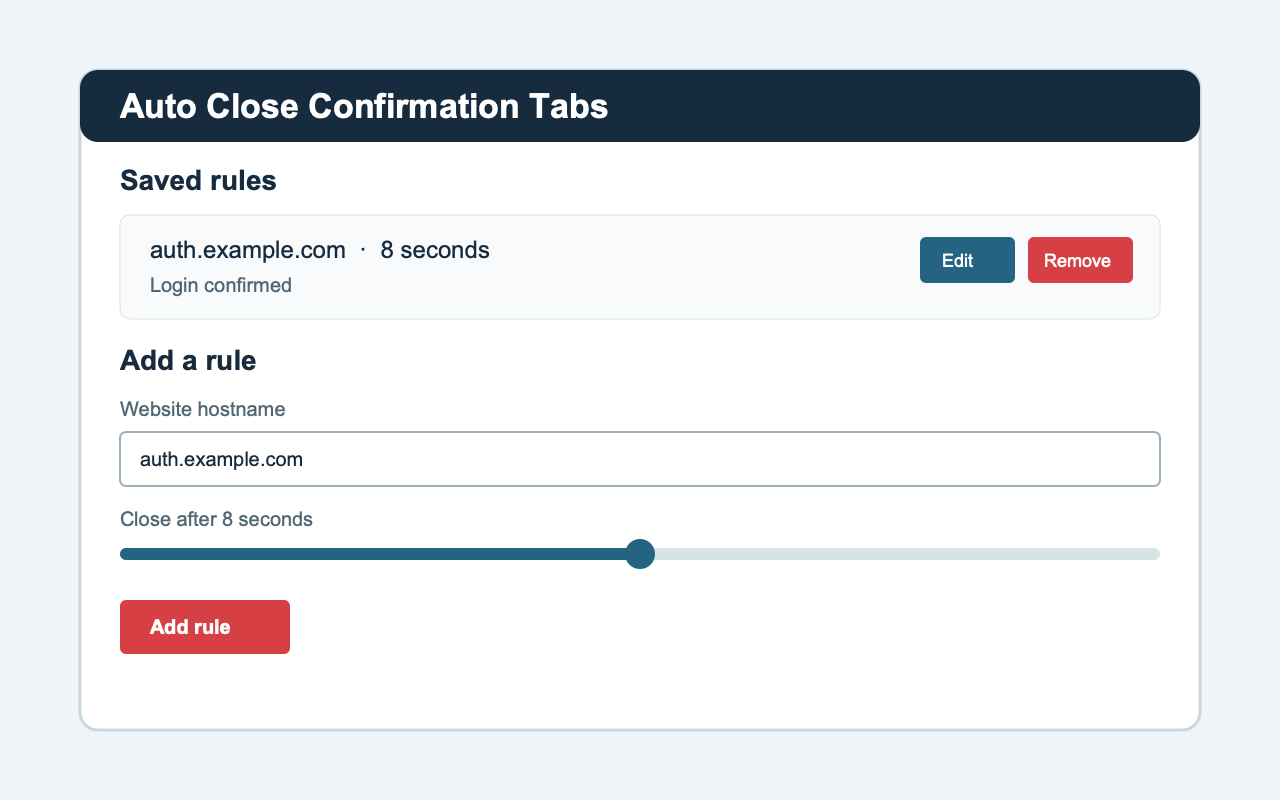 Auto Close Confirmation Tabs
Saved rules
auth.example.com · 8 seconds
Login confirmed
Edit
Remove
Add a rule
Website hostname
auth.example.com
Close after 8 seconds
Add rule